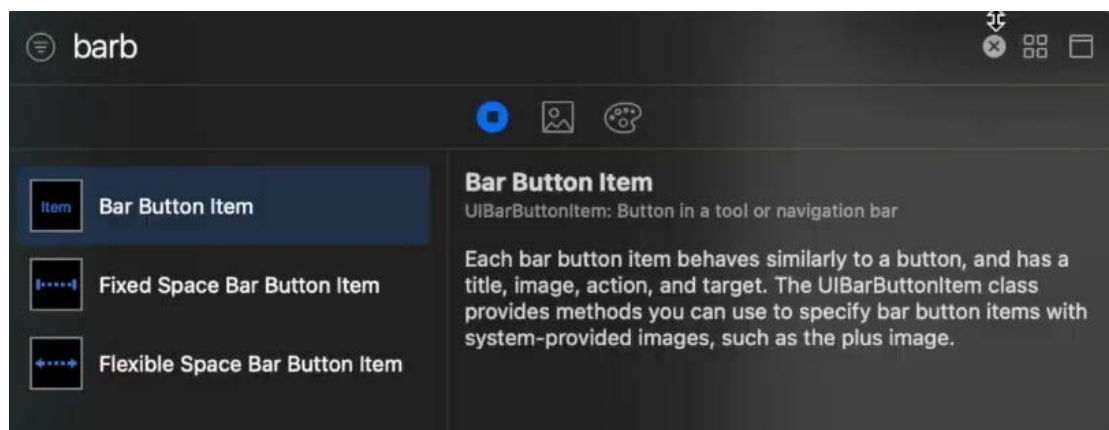 barb
Item
Bar Button Item
Fixed Space Bar Button Item
Flexible Space Bar Button Item
Bar Button Item
UIBarButtonItem: Button in a tool or navigation bar
Each bar button item behaves similarly to a button, and has a
title, image, action, and target. The UIBarButtonItem class
provides methods you can use to specify bar button items with
system-provided images, such as the plus image.